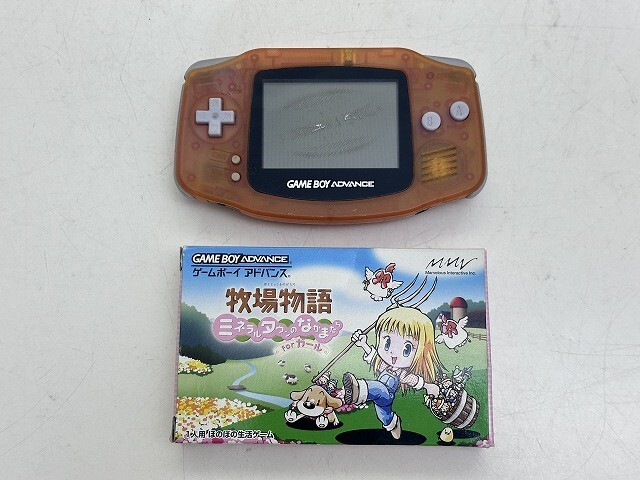 B
A
GAME BOY ADVANCE
GAME BOY ADVANCE
ゲームボーイ アドバンス
MMV
Marvelous Interactive Inc.
牧場物語
ミネラルタウンのなかまたち
for ガール
1人用 ほのぼの生活ゲーム